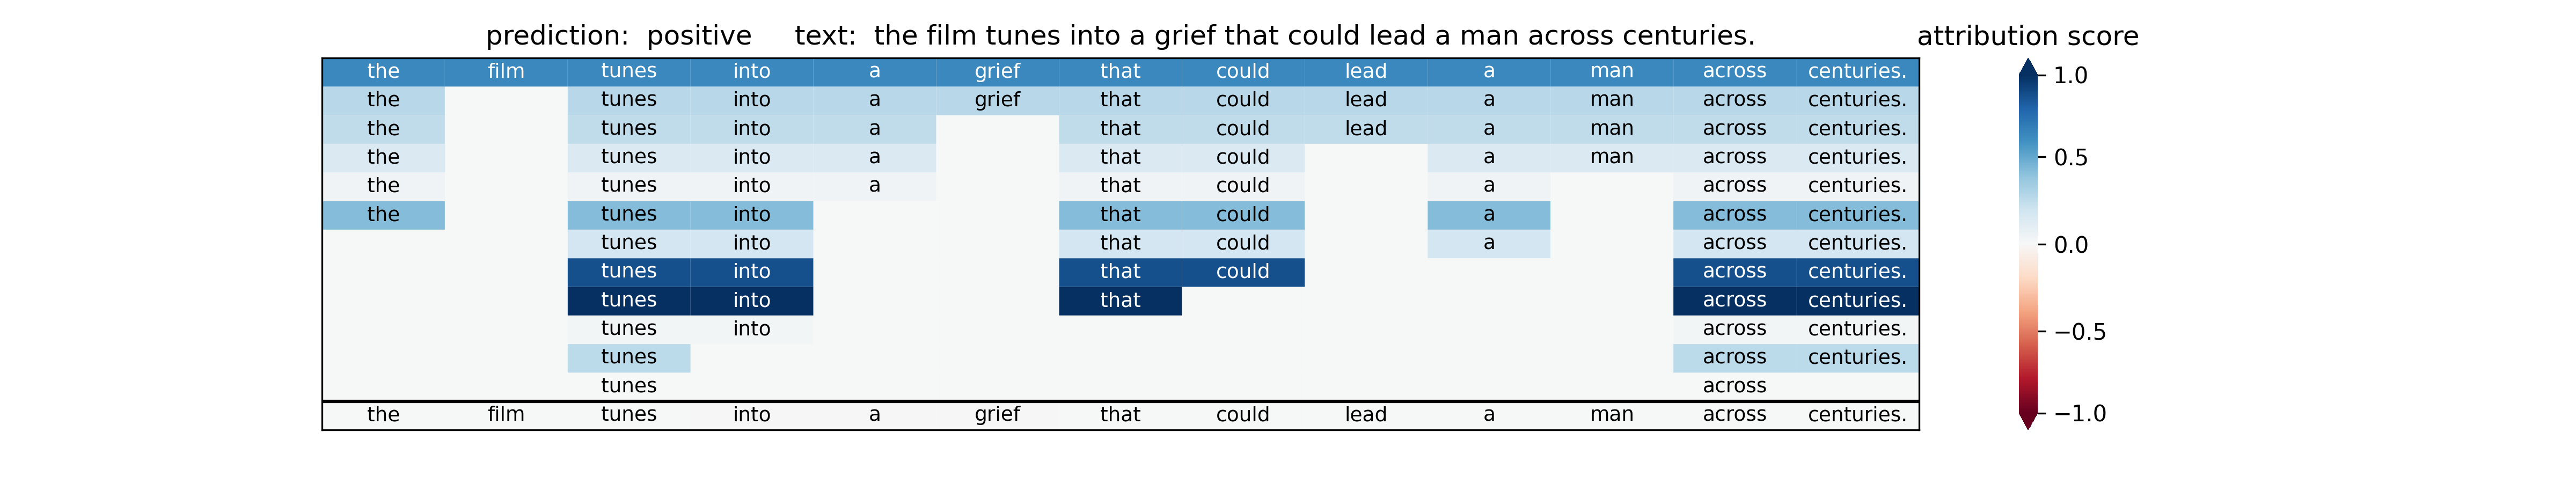 prediction: positive text: the film tunes into a grief that could lead a man across centuries. attribution score
the film tunes into a grief that could lead a man across centuries. 1.0
the tunes into a grief that could lead a man across centuries.
the tunes into a that could lead a man across centuries.
the tunes into a that could a man across centuries. 0.5
the tunes into a that could a across centuries.
the tunes into that could a across centuries.
tunes into that could a across centuries. 0.0
tunes into that could across centuries.
tunes into that across centuries.
tunes into across centuries. −0.5
tunes across centuries.
tunes across
the film tunes into a grief that could lead a man across centuries. −1.0